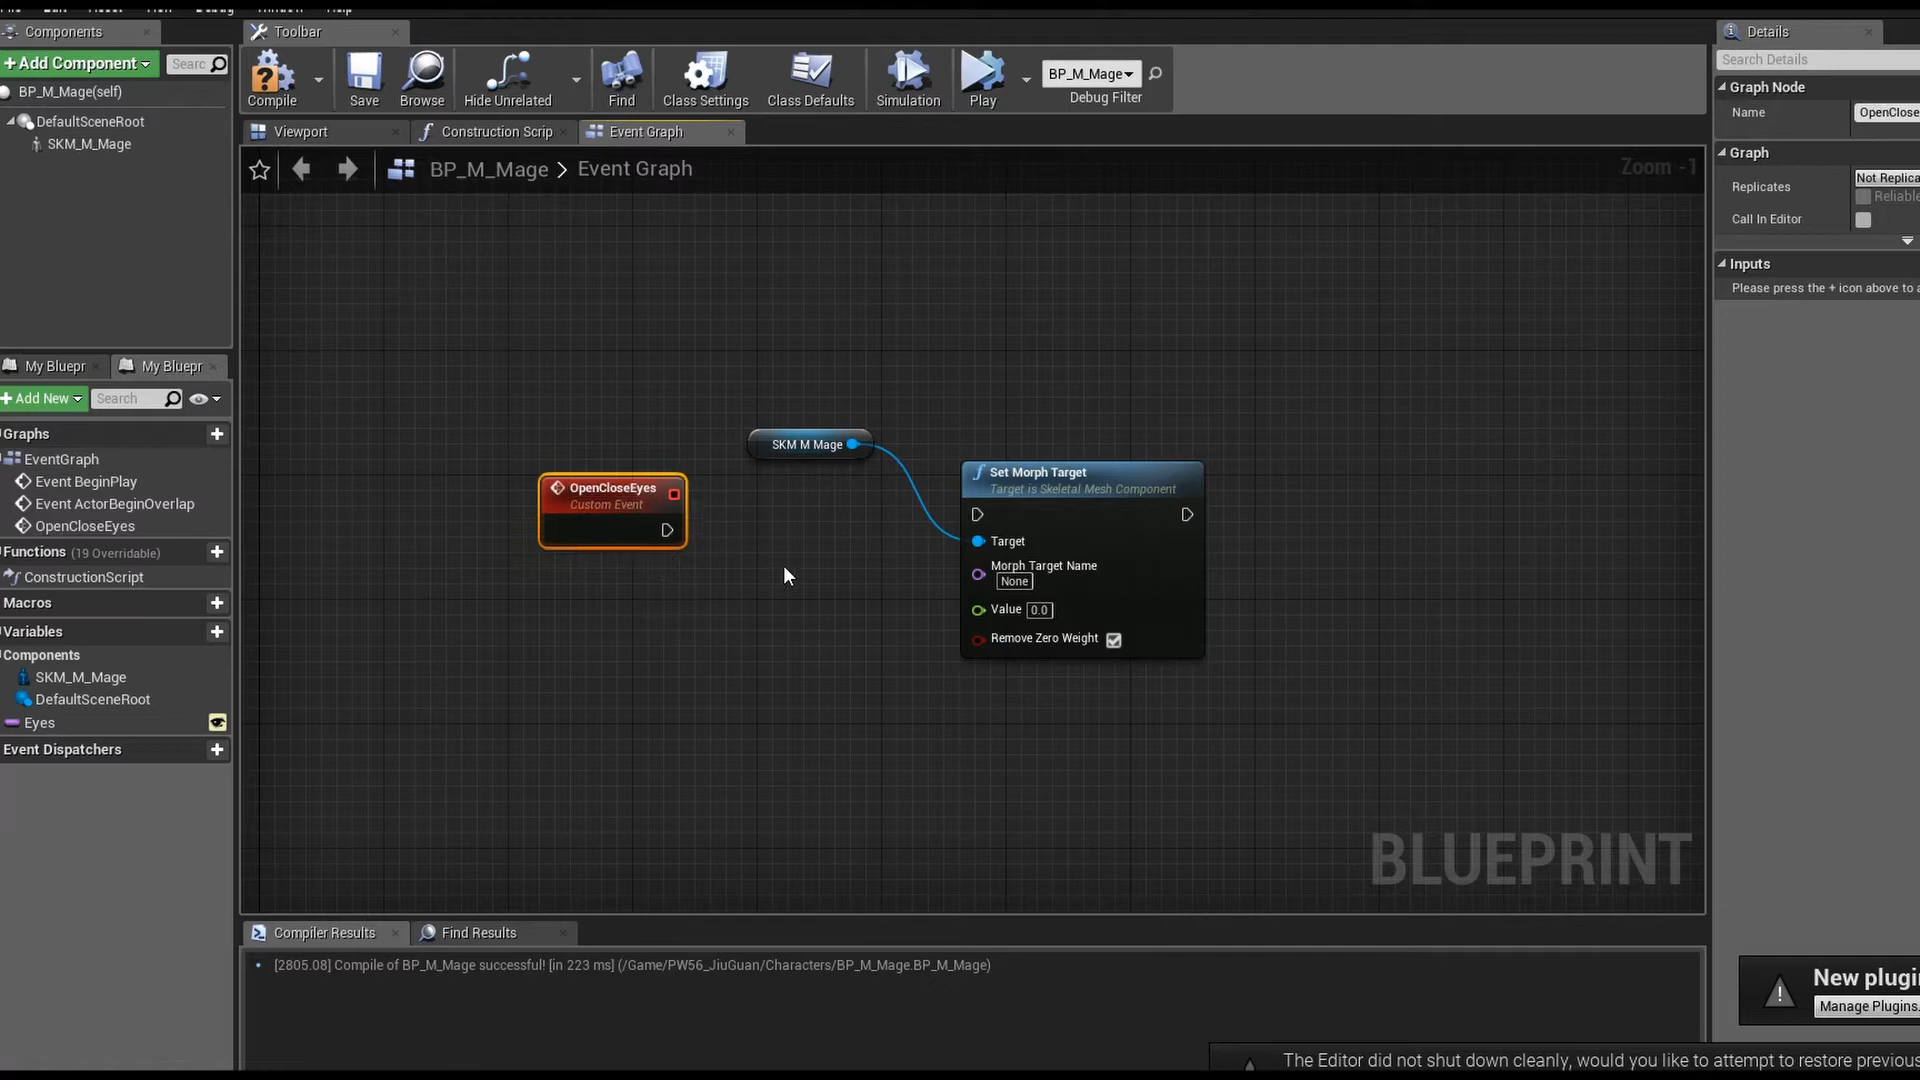 Components
Toolbar
Details
Add Component
Searc
BP_M_Mage(self)
DefaultSceneRoot
SKM_M_Mage
Compile
Save
Browse
Hide Unrelated
Find
Class Settings
Class Defaults
Simulation
Play
BP_M_Mage
Debug Filter
Search Details
Graph Node
Name
OpenClose
Graph
Replicates
Not Replica
Reliable
Call In Editor
Inputs
Please press the + icon above to a
Viewport
Construction Scrip
Event Graph
BP_M_Mage > Event Graph
Zoom -1
My Bluepr
My Bluepr
Add New
Search
Graphs
EventGraph
Event BeginPlay
Event ActorBeginOverlap
OpenCloseEyes
Functions (19 Overridable)
ConstructionScript
Macros
Variables
Components
SKM_M_Mage
DefaultSceneRoot
Eyes
Event Dispatchers
SKM M Mage
OpenCloseEyes
Custom Event
Set Morph Target
Target is Skeletal Mesh Component
Target
Morph Target Name
None
Value 0.0
Remove Zero Weight
BLUEPRINT
Compiler Results
Find Results
[2805.08] Compile of BP_M_Mage successful! [in 223 ms] (/Game/PW56_JiuGuan/Characters/BP_M_Mage.BP_M_Mage)
New plugi
Manage Plugins.
The Editor did not shut down cleanly, would you like to attempt to restore previous